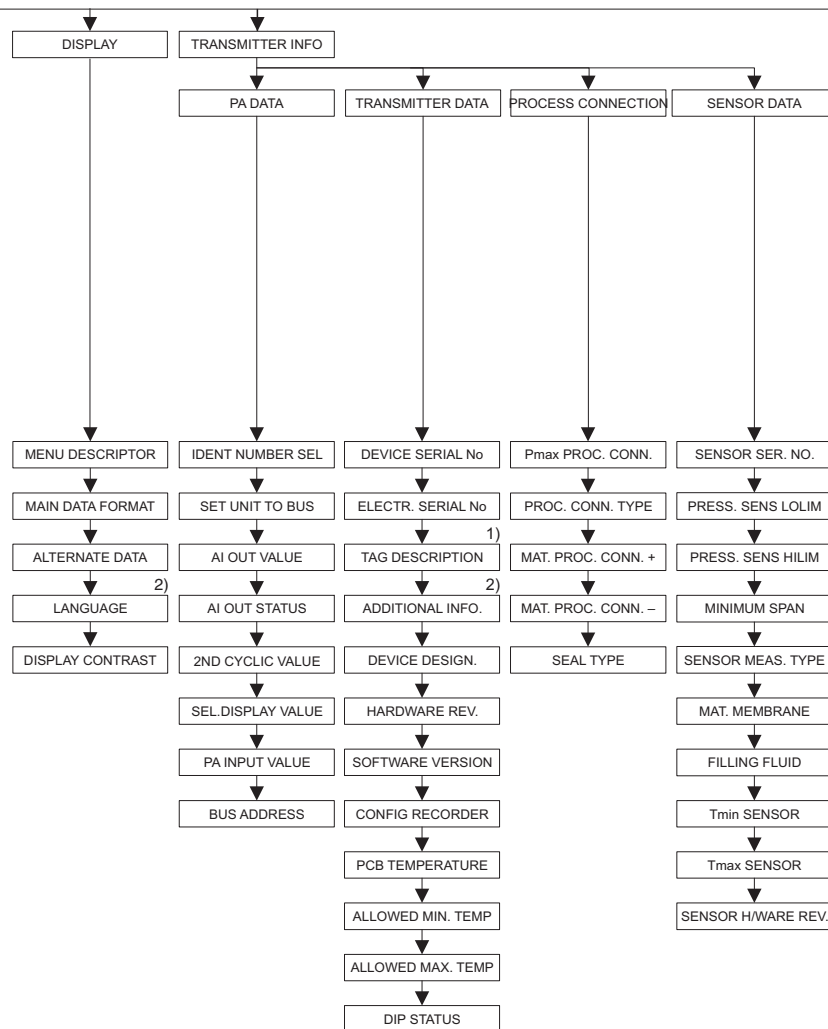 DISPLAY
TRANSMITTER INFO
PA DATA
TRANSMITTER DATA
PROCESS CONNECTION
SENSOR DATA
MENU DESCRIPTOR
IDENT NUMBER SEL
DEVICE SERIAL No
Pmax PROC. CONN.
SENSOR SER. NO.
MAIN DATA FORMAT
SET UNIT TO BUS
ELECTR. SERIAL No
PROC. CONN. TYPE
PRESS. SENS LOLIM
1)
ALTERNATE DATA
AI OUT VALUE
TAG DESCRIPTION
MAT. PROC. CONN. +
PRESS. SENS HILIM
2)
2)
LANGUAGE
AI OUT STATUS
ADDITIONAL INFO.
MAT. PROC. CONN. –
MINIMUM SPAN
DISPLAY CONTRAST
2ND CYCLIC VALUE
DEVICE DESIGN.
SEAL TYPE
SENSOR MEAS. TYPE
SEL.DISPLAY VALUE
HARDWARE REV.
MAT. MEMBRANE
PA INPUT VALUE
SOFTWARE VERSION
FILLING FLUID
BUS ADDRESS
CONFIG RECORDER
Tmin SENSOR
PCB TEMPERATURE
Tmax SENSOR
ALLOWED MIN. TEMP
SENSOR H/WARE REV.
ALLOWED MAX. TEMP
DIP STATUS